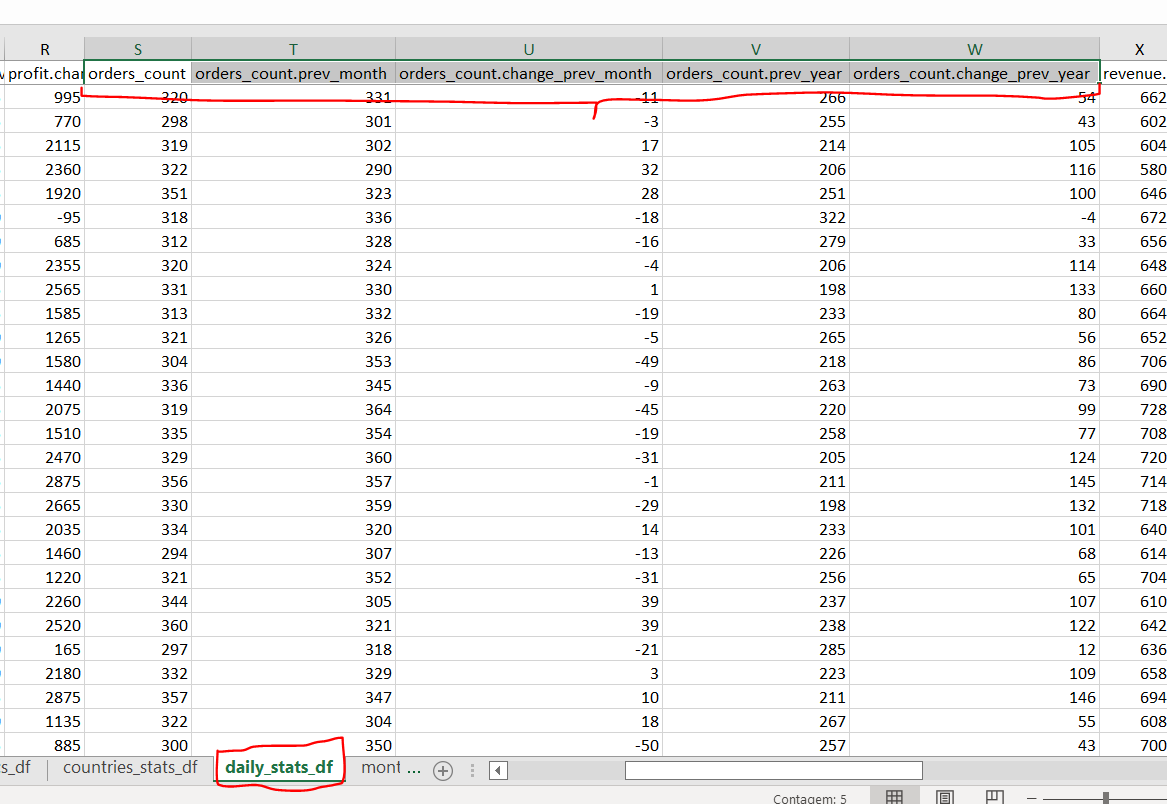 R S T U V W X
profit.char orders_count orders_count.prev_month orders_count.change_prev_month orders_count.prev_year orders_count.change_prev_year revenue.
995 320 331 -11 266 54 662
770 298 301 -3 255 43 602
2115 319 302 17 214 105 604
2360 322 290 32 206 116 580
1920 351 323 28 251 100 646
-95 318 336 -18 322 -4 672
685 312 328 -16 279 33 656
2355 320 324 -4 206 114 648
2565 331 330 1 198 133 660
1585 313 332 -19 233 80 664
1265 321 326 -5 265 56 652
1580 304 353 -49 218 86 706
1440 336 345 -9 263 73 690
2075 319 364 -45 220 99 728
1510 335 354 -19 258 77 708
2470 329 360 -31 205 124 720
2875 356 357 -1 211 145 714
2665 330 359 -29 198 132 718
2035 334 320 14 233 101 640
1460 294 307 -13 226 68 614
1220 321 352 -31 256 65 704
2260 344 305 39 237 107 610
2520 360 321 39 238 122 642
165 297 318 -21 285 12 636
2180 332 329 3 223 109 658
2875 357 347 10 211 146 694
1135 322 304 18 267 55 608
885 300 350 -50 257 43 700
s_df countries_stats_df daily_stats_df mont ...
Contagem: 5